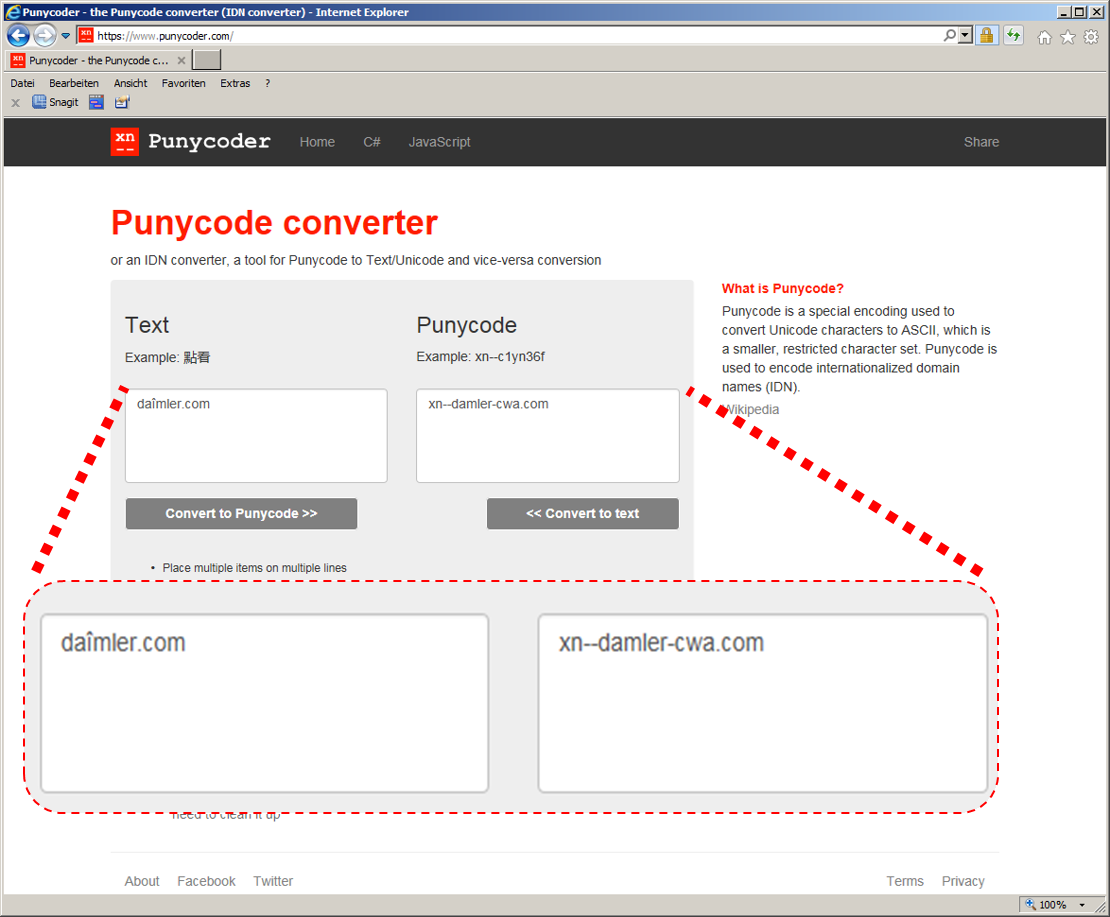 Punycoder - the Punycode converter (IDN converter) - Internet Explorer
https://www.punycoder.com/
Punycoder - the Punycode c...
Datei Bearbeiten Ansicht Favoriten Extras ?
x Snagit
xn-- Punycoder Home C# JavaScript Share
Punycode converter
or an IDN converter, a tool for Punycode to Text/Unicode and vice-versa conversion
Text
Example: 點看
daîmler.com
Convert to Punycode >>
Punycode
Example: xn--c1yn36f
xn--damler-cwa.com
<< Convert to text
• Place multiple items on multiple lines
What is Punycode?
Punycode is a special encoding used to
convert Unicode characters to ASCII, which is
a smaller, restricted character set. Punycode is
used to encode internationalized domain
names (IDN).
Wikipedia
daîmler.com
xn--damler-cwa.com
need to clean it up
About Facebook Twitter Terms Privacy
100%